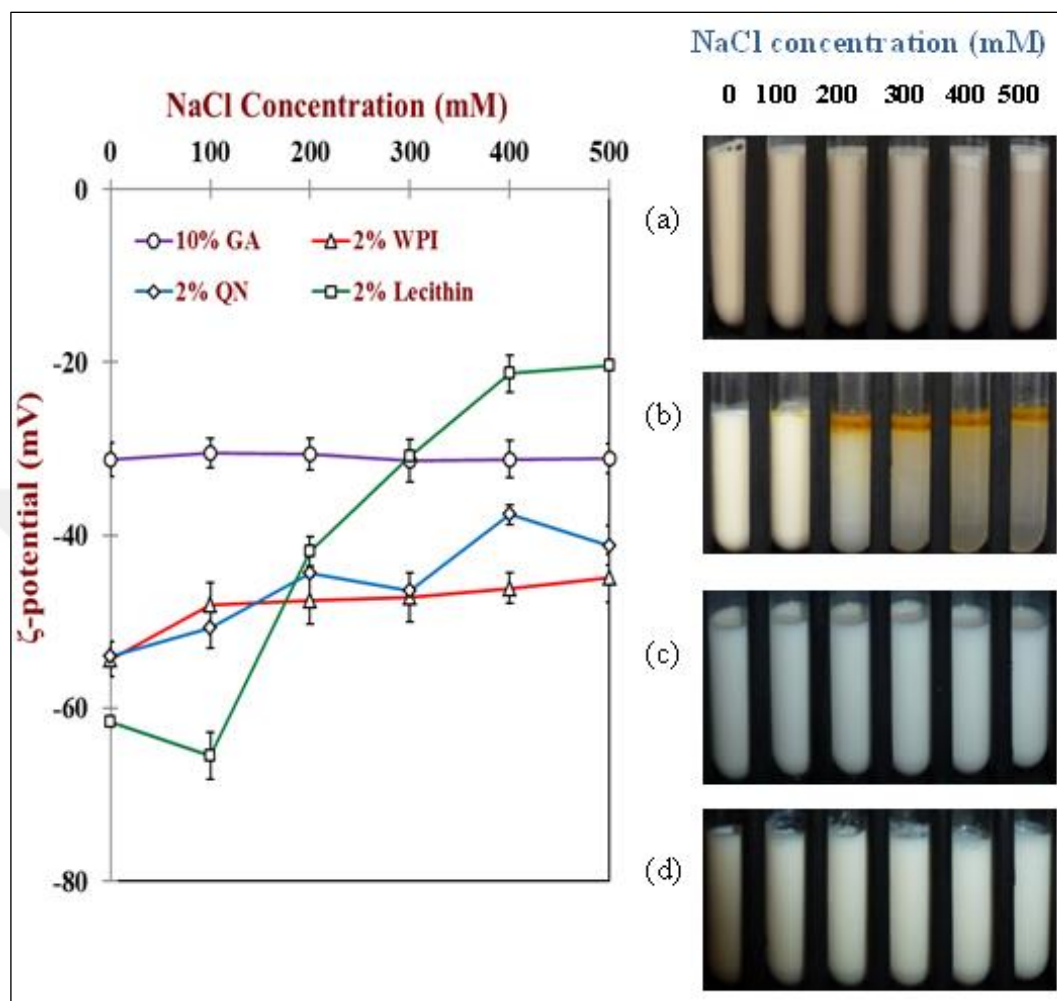 NaCl concentration (mM)
0 100 200 300 400 500
NaCl Concentration (mM)
0 100 200 300 400 500
0
-20
-40
-60
-80
ζ-potential (mV)
10% GA
2% WPI
2% QN
2% Lecithin
(a)
(b)
(c)
(d)